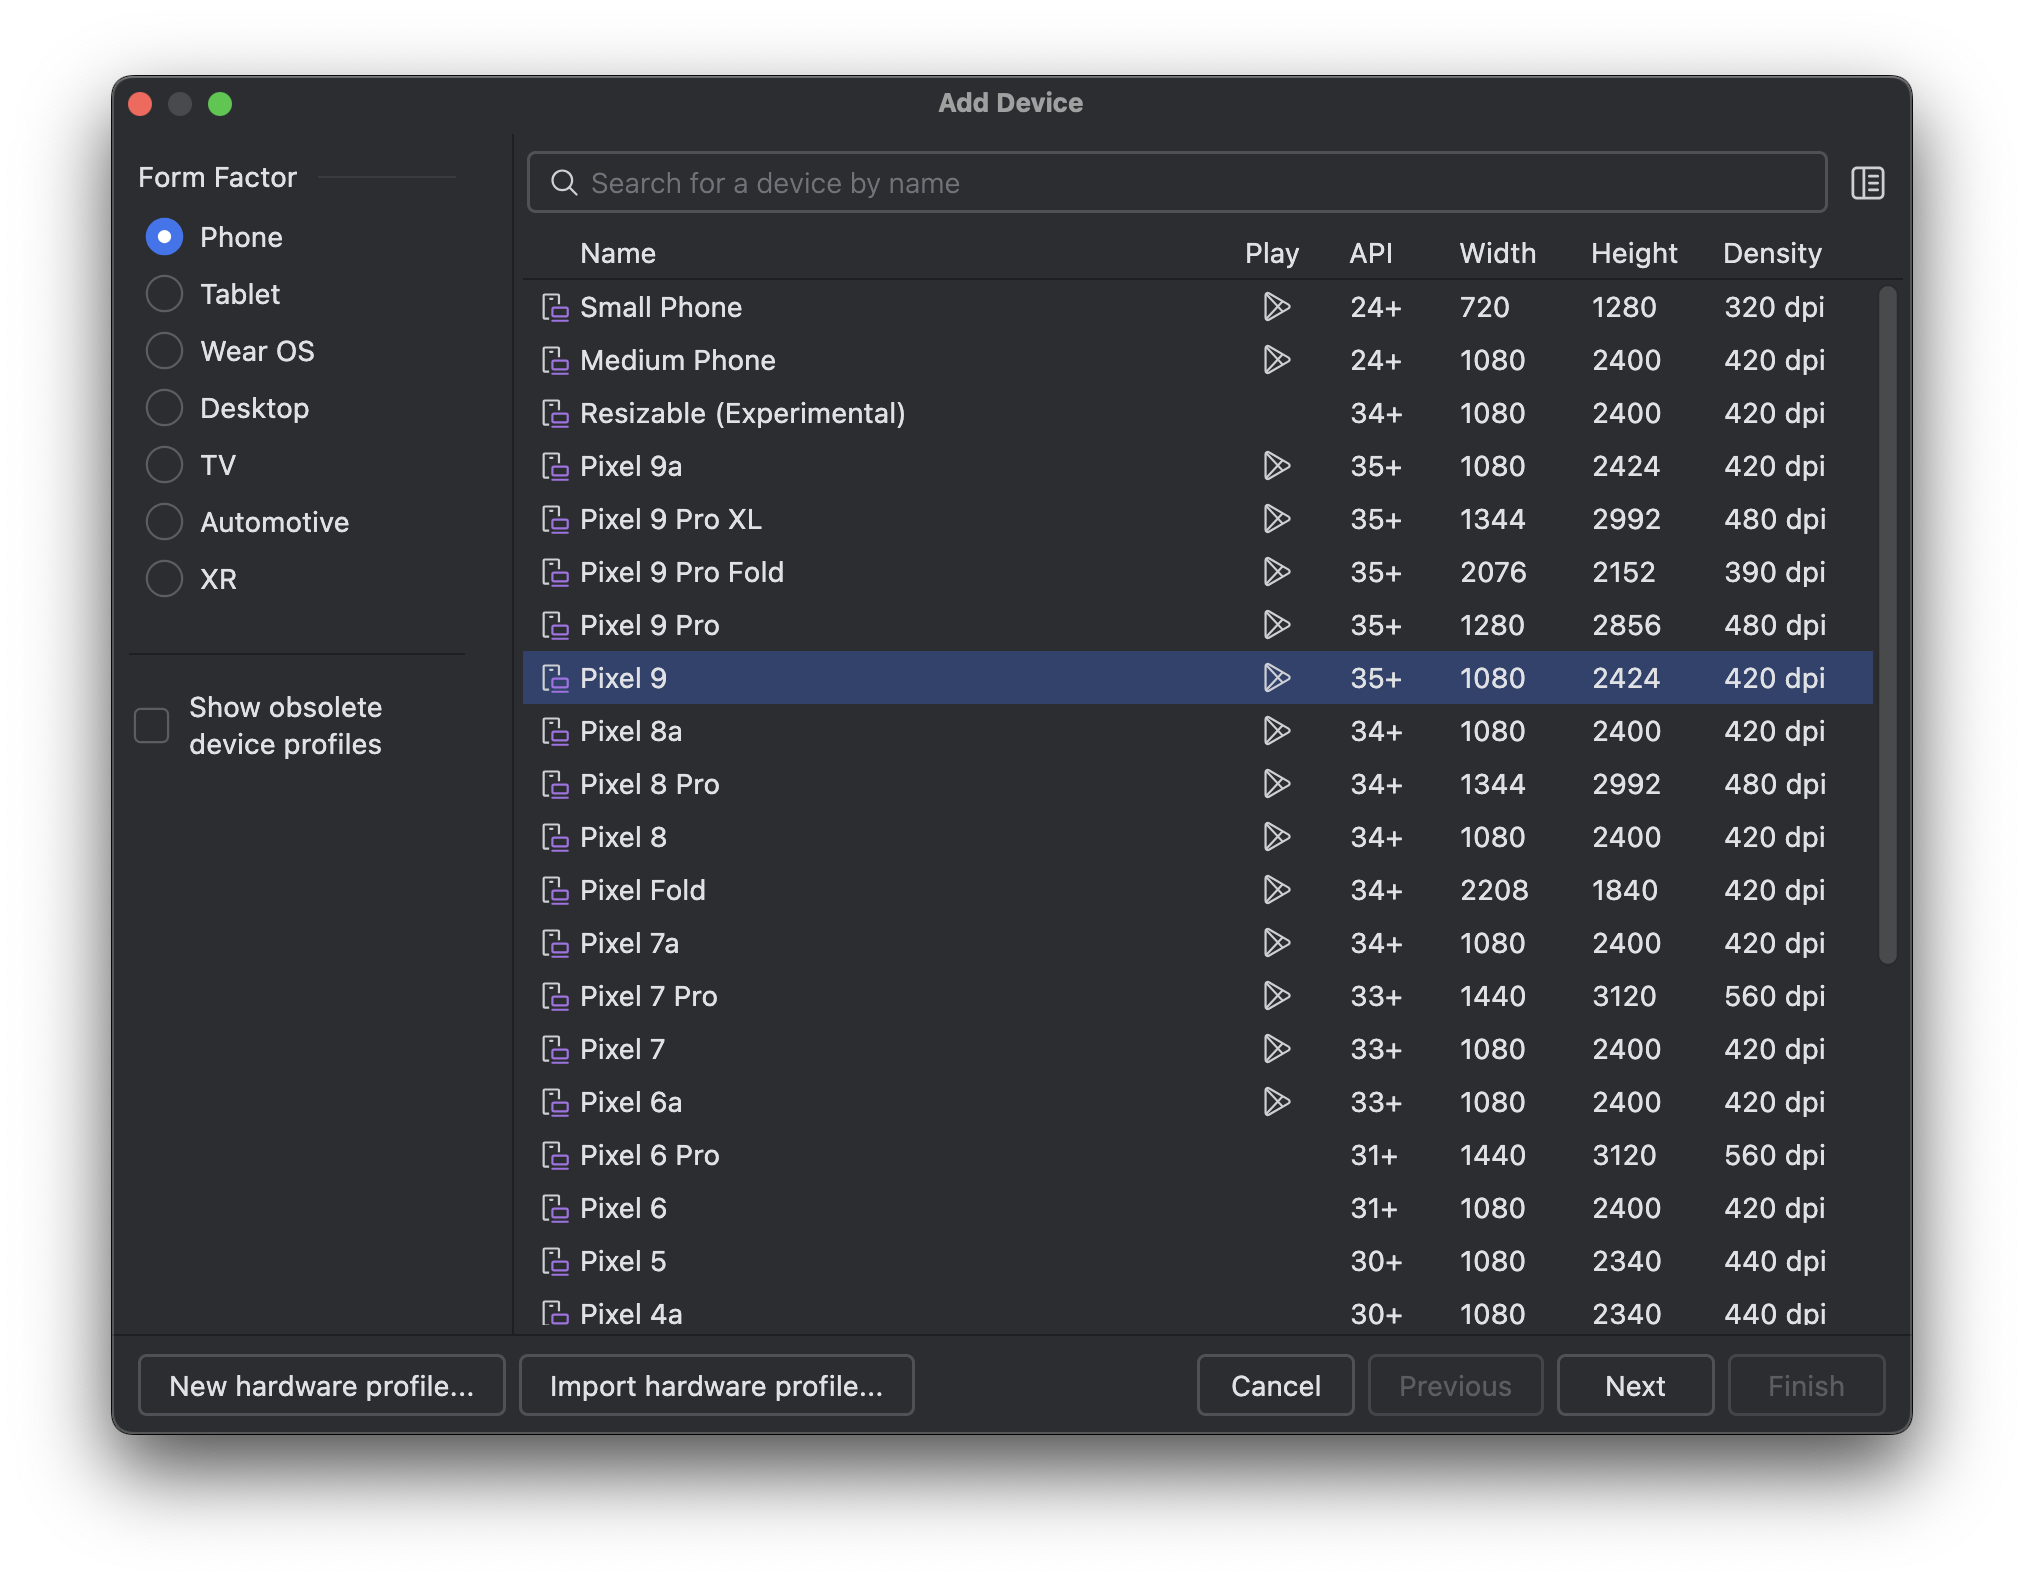 Add Device
Form Factor
Phone
Tablet
Wear OS
Desktop
TV
Automotive
XR
Show obsolete
device profiles
Search for a device by name
Name Play API Width Height Density
Small Phone 24+ 720 1280 320 dpi
Medium Phone 24+ 1080 2400 420 dpi
Resizable (Experimental) 34+ 1080 2400 420 dpi
Pixel 9a 35+ 1080 2424 420 dpi
Pixel 9 Pro XL 35+ 1344 2992 480 dpi
Pixel 9 Pro Fold 35+ 2076 2152 390 dpi
Pixel 9 Pro 35+ 1280 2856 480 dpi
Pixel 9 35+ 1080 2424 420 dpi
Pixel 8a 34+ 1080 2400 420 dpi
Pixel 8 Pro 34+ 1344 2992 480 dpi
Pixel 8 34+ 1080 2400 420 dpi
Pixel Fold 34+ 2208 1840 420 dpi
Pixel 7a 34+ 1080 2400 420 dpi
Pixel 7 Pro 33+ 1440 3120 560 dpi
Pixel 7 33+ 1080 2400 420 dpi
Pixel 6a 33+ 1080 2400 420 dpi
Pixel 6 Pro 31+ 1440 3120 560 dpi
Pixel 6 31+ 1080 2400 420 dpi
Pixel 5 30+ 1080 2340 440 dpi
Pixel 4a 30+ 1080 2340 440 dpi
New hardware profile... Import hardware profile... Cancel Previous Next Finish